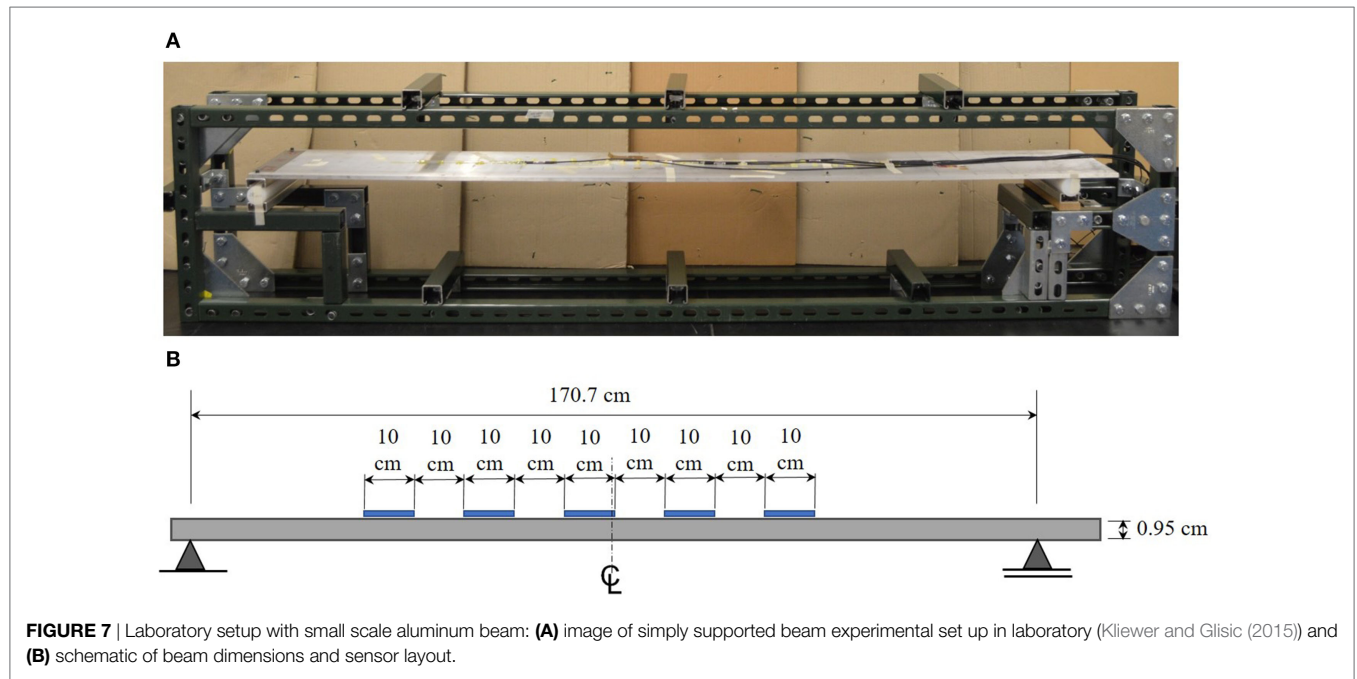 A
B
170.7 cm
10 10 10 10 10 10 10 10 10
cm cm cm cm cm cm cm cm cm
0.95 cm
℄
FIGURE 7 | Laboratory setup with small scale aluminum beam: (A) image of simply supported beam experimental set up in laboratory (Kliewer and Glisic (2015)) and
(B) schematic of beam dimensions and sensor layout.